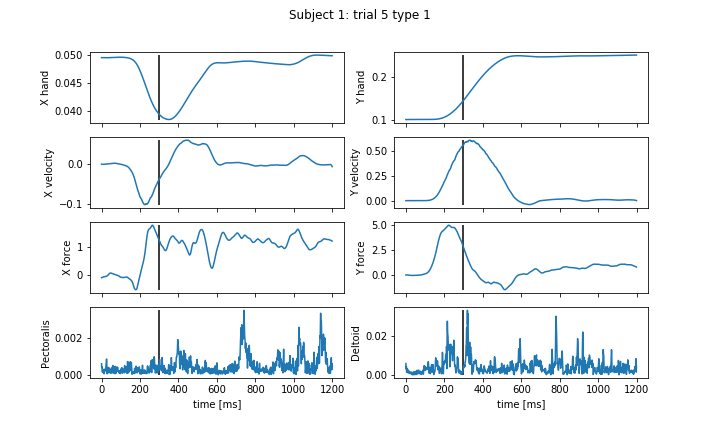 Subject 1: trial 5 type 1
X hand
0.050
0.045
0.040
Y hand
0.2
0.1
X velocity
0.0
−0.1
Y velocity
0.50
0.25
0.00
X force
1
0
Y force
5.0
2.5
0.0
Pectoralis
0.002
0.000
0 200 400 600 800 1000 1200
time [ms]
Deltoid
0.02
0.00
0 200 400 600 800 1000 1200
time [ms]